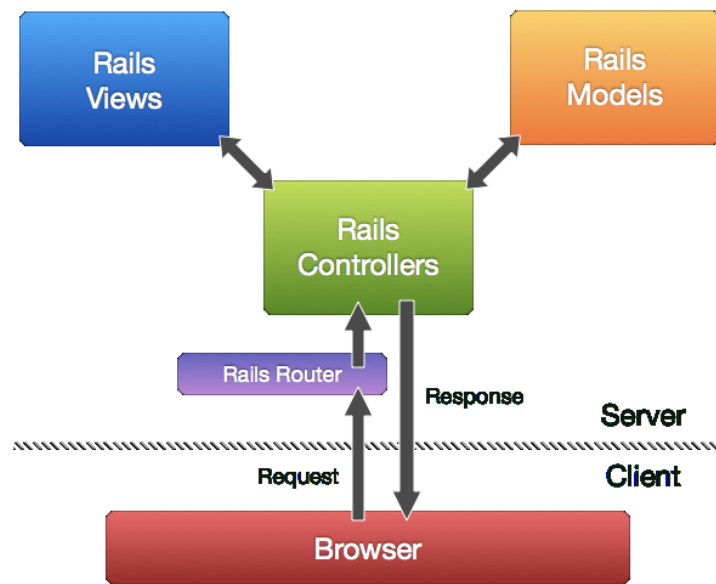 Rails
Views
Rails
Models
Rails
Controllers
Rails Router
Response
Server
Request
Client
Browser